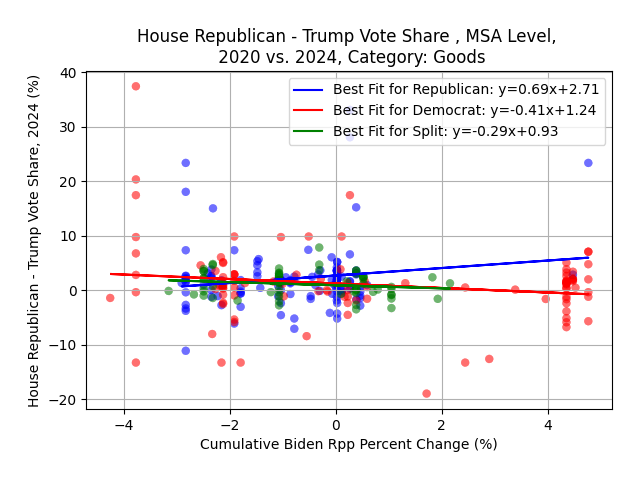 House Republican - Trump Vote Share , MSA Level,
2020 vs. 2024, Category: Goods
Best Fit for Republican: y=0.69x+2.71
Best Fit for Democrat: y=-0.41x+1.24
Best Fit for Split: y=-0.29x+0.93
House Republican - Trump Vote Share, 2024 (%)
40
30
20
10
0
−10
−20
−4 −2 0 2 4
Cumulative Biden Rpp Percent Change (%)